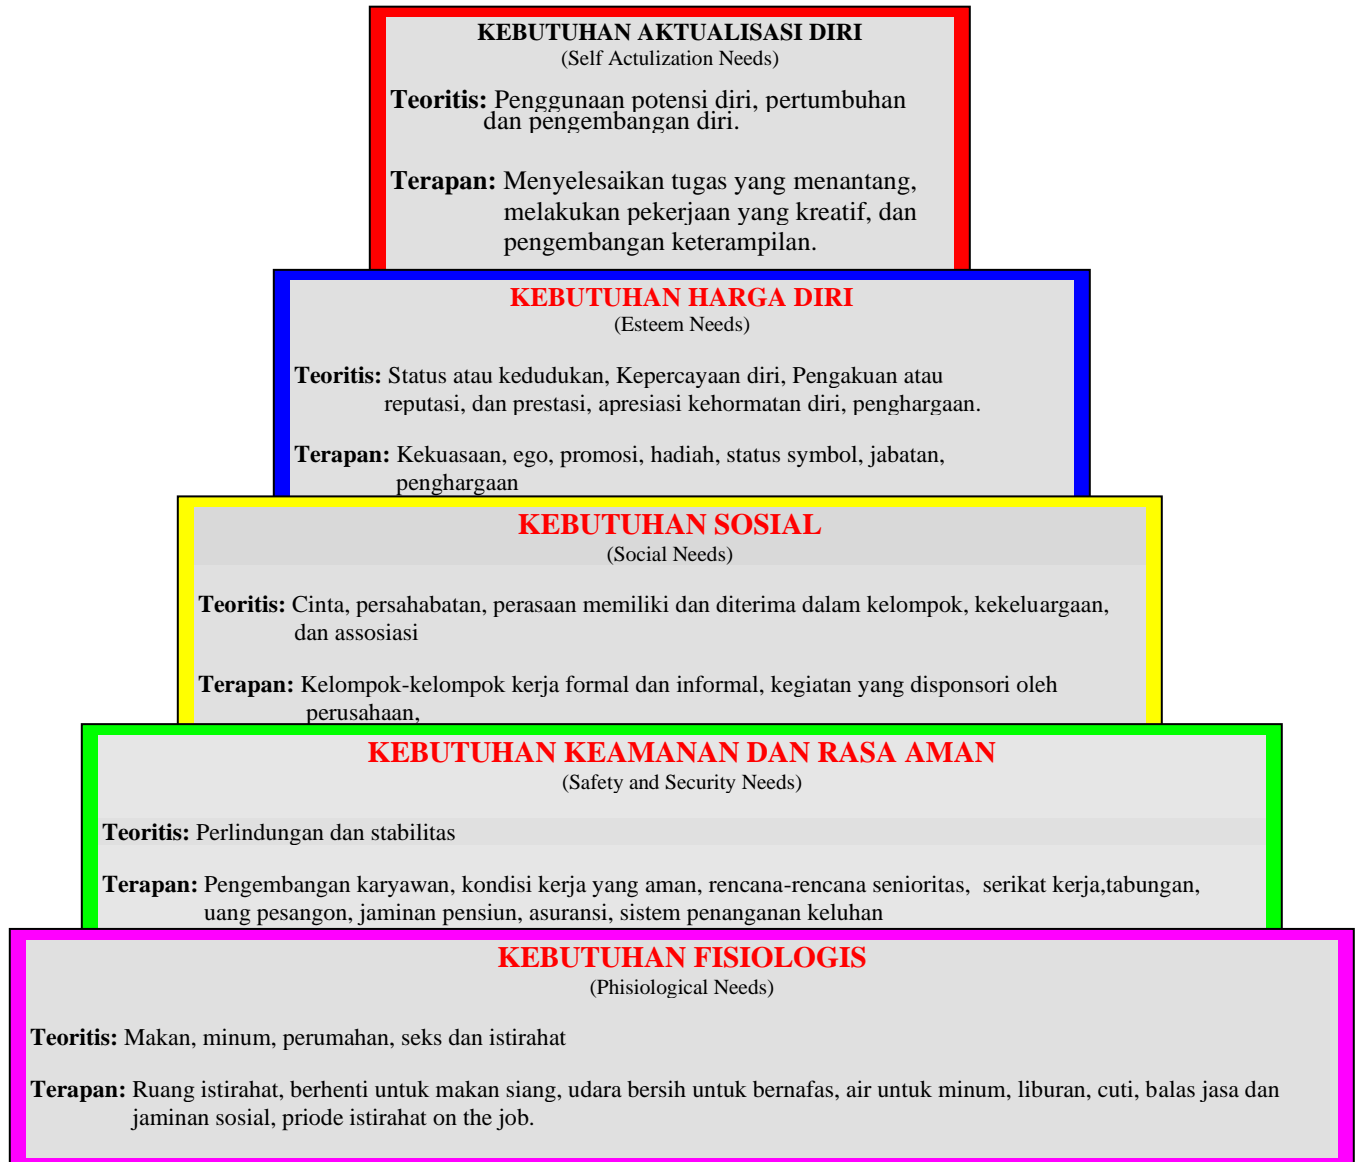 KEBUTUHAN AKTUALISASI DIRI
(Self Actulization Needs)
Teoritis: Penggunaan potensi diri, pertumbuhan
dan pengembangan diri.
Terapan: Menyelesaikan tugas yang menantang,
melakukan pekerjaan yang kreatif, dan
pengembangan keterampilan.
KEBUTUHAN HARGA DIRI
(Esteem Needs)
Teoritis: Status atau kedudukan, Kepercayaan diri, Pengakuan atau
reputasi, dan prestasi, apresiasi kehormatan diri, penghargaan.
Terapan: Kekuasaan, ego, promosi, hadiah, status symbol, jabatan,
penghargaan
KEBUTUHAN SOSIAL
(Social Needs)
Teoritis: Cinta, persahabatan, perasaan memiliki dan diterima dalam kelompok, kekeluargaan,
dan assosiasi
Terapan: Kelompok-kelompok kerja formal dan informal, kegiatan yang disponsori oleh
perusahaan,
KEBUTUHAN KEAMANAN DAN RASA AMAN
(Safety and Security Needs)
Teoritis: Perlindungan dan stabilitas
Terapan: Pengembangan karyawan, kondisi kerja yang aman, rencana-rencana senioritas, serikat kerja,tabungan,
uang pesangon, jaminan pensiun, asuransi, sistem penanganan keluhan
KEBUTUHAN FISIOLOGIS
(Phisiological Needs)
Teoritis: Makan, minum, perumahan, seks dan istirahat
Terapan: Ruang istirahat, berhenti untuk makan siang, udara bersih untuk bernafas, air untuk minum, liburan, cuti, balas jasa dan
jaminan sosial, priode istirahat on the job.